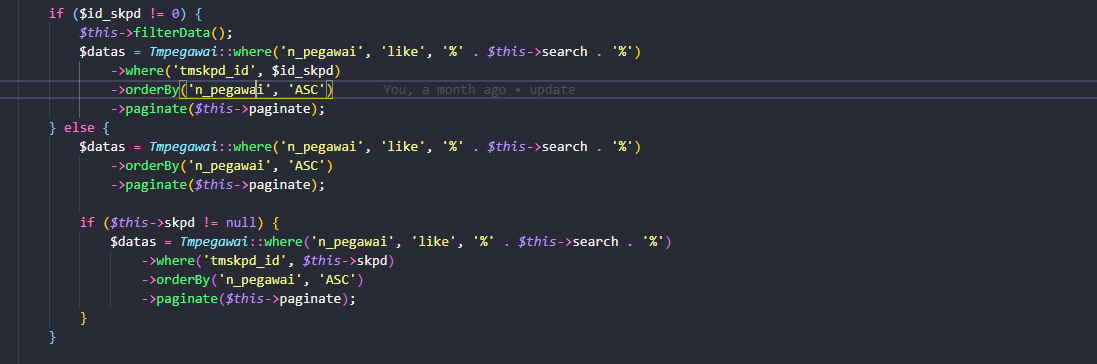 if ($id_skpd != 0) {
$this->filterData();
$datas = Tmpegawai::where('n_pegawai', 'like', '%' . $this->search . '%')
->where('tmskpd_id', $id_skpd)
->orderBy('n_pegawai', 'ASC') You, a month ago • update
->paginate($this->paginate);
} else {
$datas = Tmpegawai::where('n_pegawai', 'like', '%' . $this->search . '%')
->orderBy('n_pegawai', 'ASC')
->paginate($this->paginate);
if ($this->skpd != null) {
$datas = Tmpegawai::where('n_pegawai', 'like', '%' . $this->search . '%')
->where('tmskpd_id', $this->skpd)
->orderBy('n_pegawai', 'ASC')
->paginate($this->paginate);
}
}